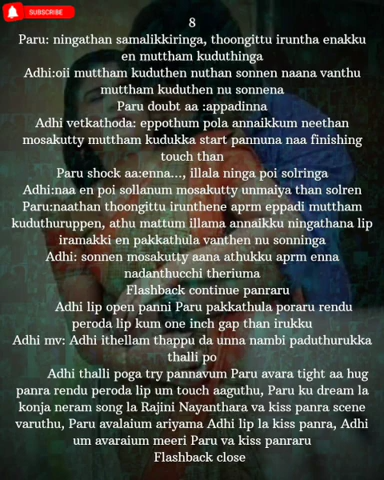 SUBSCRIBE
8
Paru: ningathan samalikkiringa, thoongittu iruntha enakku
en muttham kuduthinga
Adhi:oii muttham kuduthen nuthan sonnen naana vanthu
muttham kuduthen nu sonnena
Paru doubt aa :appadinna
Adhi vetkathoda: eppothum pola annaikkum neethan
mosakutty muttham kudukka start pannuna naa finishing
touch than
Paru shock aa:enna..., illala ninga poi solringa
Adhi:naa en poi sollanum mosakutty unmaiya than solren
Paru:naathan thoongittu irunthene aprm eppadi muttham
kuduthuruppen, athu mattum illama annaikku ningathana lip
iramakki en pakkathula vanthen nu sonninga
Adhi: sonnen mosakutty aana athukku aprm enna
nadanthucchi theriuma
Flashback continue panraru
Adhi lip open panni Paru pakkathula poraru rendu
peroda lip kum one inch gap than irukku
Adhi mv: Adhi ithellam thappu da unna nambi paduthurukka
thalli po
Adhi thalli poga try pannavum Paru avara tight aa hug
panra rendu peroda lip um touch aaguthu, Paru ku dream la
konja neram song la Rajini Nayanthara va kiss panra scene
varuthu, Paru avalaium ariyama Adhi lip la kiss panra, Adhi
um avaraium meeri Paru va kiss panraru
Flashback close